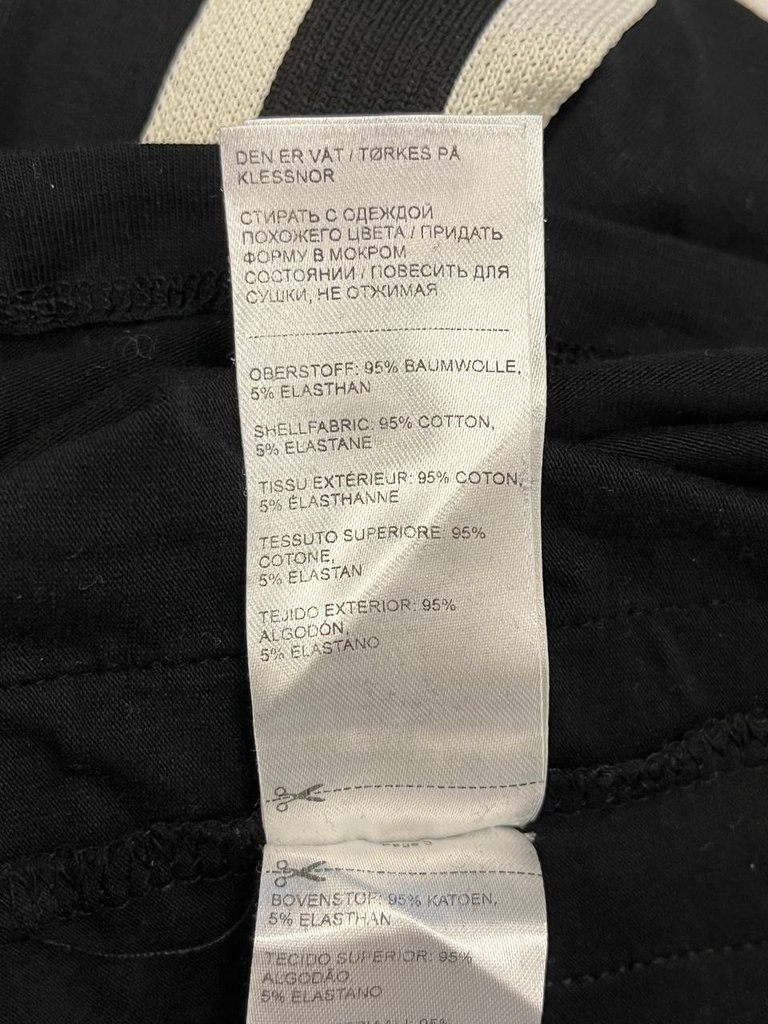 DEN ER VÅT / TØRKES PÅ
KLESSNOR
СТИРАТЬ С ОДЕЖДОЙ
ПОХОЖЕГО ЦВЕТА / ПРИДАТЬ
ФОРМУ В МОКРОМ
СОСТОЯНИИ / ПОВЕСИТЬ ДЛЯ
СУШКИ, НЕ ОТЖИМАЯ
OBERSTOFF: 95% BAUMWOLLE,
5% ELASTHAN
SHELLFABRIC: 95% COTTON,
5% ELASTANE
TISSU EXTÉRIEUR: 95% COTON,
5% ÉLASTHANNE
TESSUTO SUPERIORE: 95%
COTONE,
5% ELASTAN
TEJIDO EXTERIOR: 95%
ALGODÓN,
5% ELASTANO
BOVENSTOF: 95% KATOEN,
5% ELASTHAN
TECIDO SUPERIOR: 95%
ALGODÃO
5% ELASTANO
95%